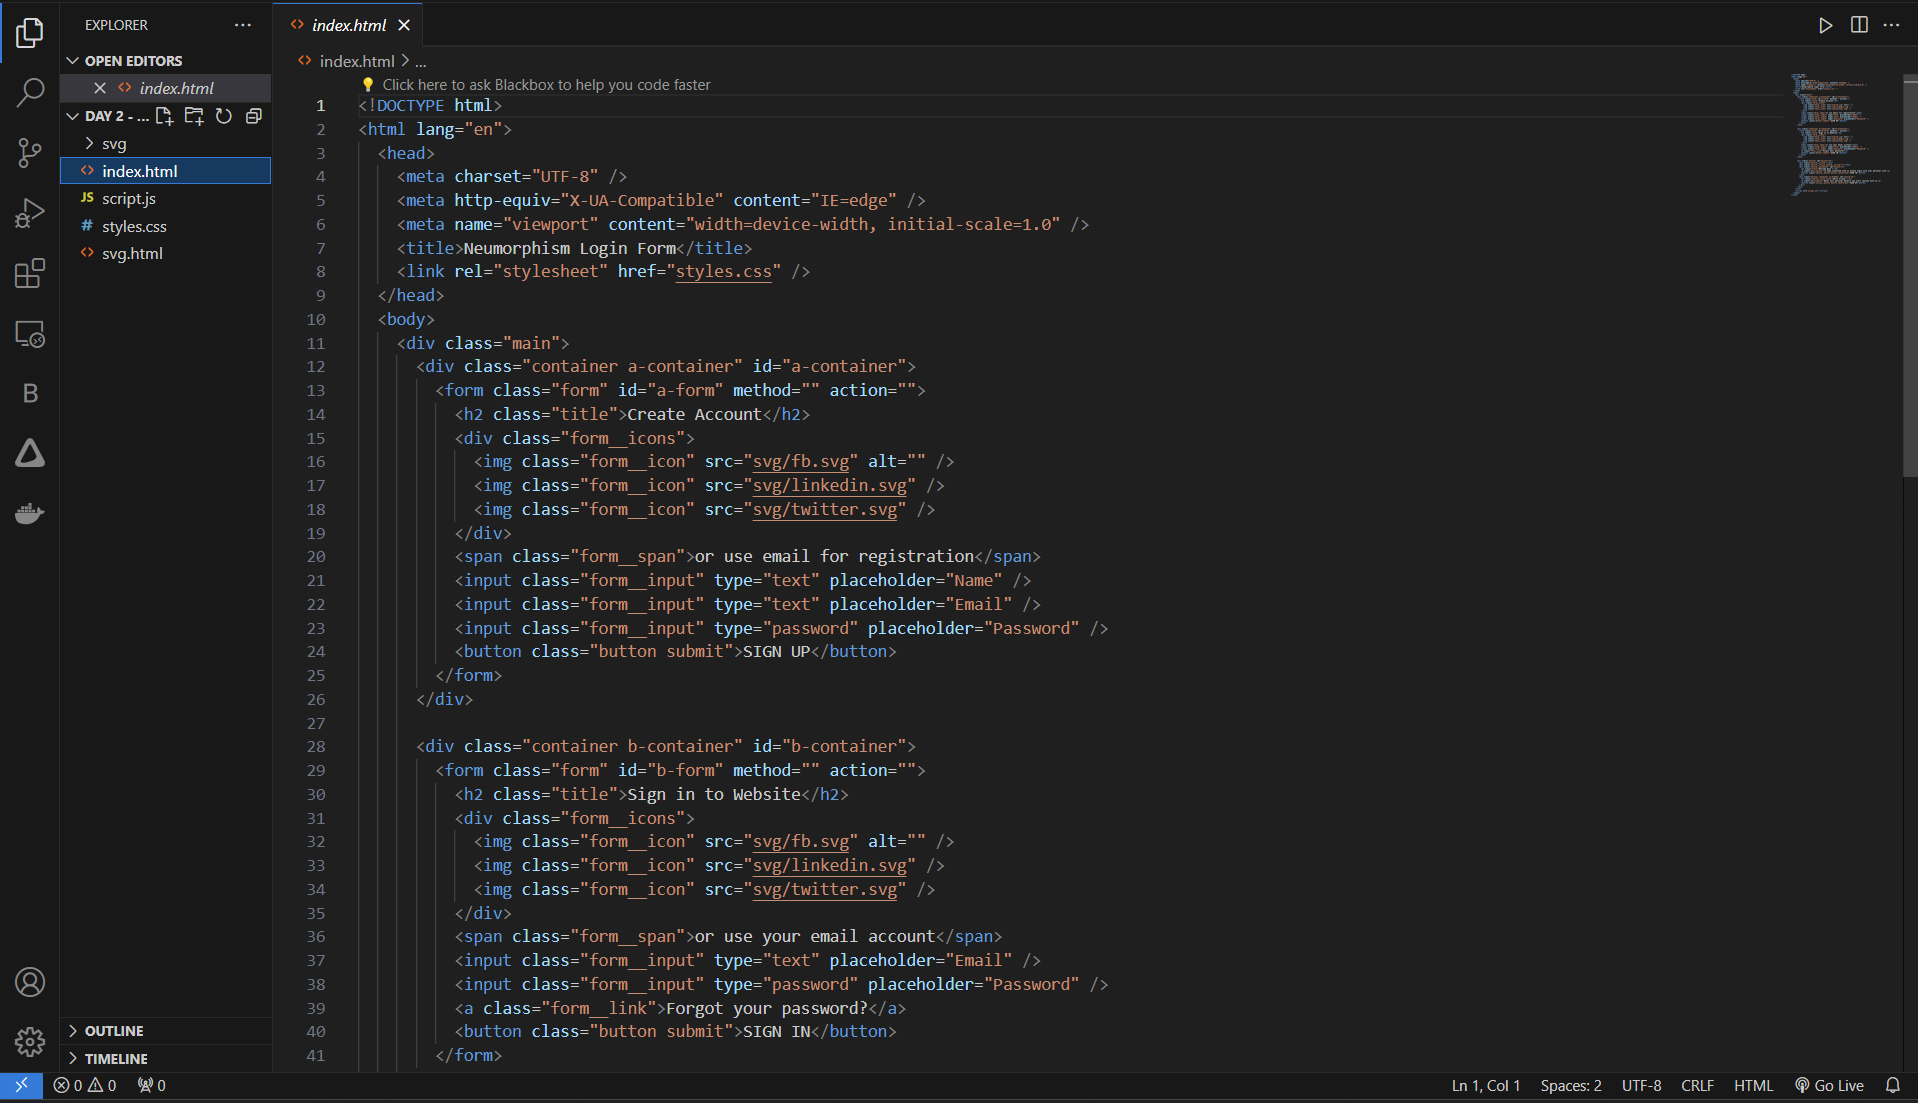 EXPLORER
OPEN EDITORS
index.html
DAY 2 - ...
svg
index.html
JS script.js
# styles.css
svg.html
OUTLINE
TIMELINE
index.html
index.html > ...
Click here to ask Blackbox to help you code faster
1 <!DOCTYPE html>
2 <html lang="en">
3 <head>
4 <meta charset="UTF-8" />
5 <meta http-equiv="X-UA-Compatible" content="IE=edge" />
6 <meta name="viewport" content="width=device-width, initial-scale=1.0" />
7 <title>Neumorphism Login Form</title>
8 <link rel="stylesheet" href="styles.css" />
9 </head>
10 <body>
11 <div class="main">
12 <div class="container a-container" id="a-container">
13 <form class="form" id="a-form" method="" action="">
14 <h2 class="title">Create Account</h2>
15 <div class="form__icons">
16 <img class="form__icon" src="svg/fb.svg" alt="" />
17 <img class="form__icon" src="svg/linkedin.svg" />
18 <img class="form__icon" src="svg/twitter.svg" />
19 </div>
20 <span class="form__span">or use email for registration</span>
21 <input class="form__input" type="text" placeholder="Name" />
22 <input class="form__input" type="text" placeholder="Email" />
23 <input class="form__input" type="password" placeholder="Password" />
24 <button class="button submit">SIGN UP</button>
25 </form>
26 </div>
27
28 <div class="container b-container" id="b-container">
29 <form class="form" id="b-form" method="" action="">
30 <h2 class="title">Sign in to Website</h2>
31 <div class="form__icons">
32 <img class="form__icon" src="svg/fb.svg" alt="" />
33 <img class="form__icon" src="svg/linkedin.svg" />
34 <img class="form__icon" src="svg/twitter.svg" />
35 </div>
36 <span class="form__span">or use your email account</span>
37 <input class="form__input" type="text" placeholder="Email" />
38 <input class="form__input" type="password" placeholder="Password" />
39 <a class="form__link">Forgot your password?</a>
40 <button class="button submit">SIGN IN</button>
41 </form>
0 0 0 Ln 1, Col 1 Spaces: 2 UTF-8 CRLF HTML Go Live